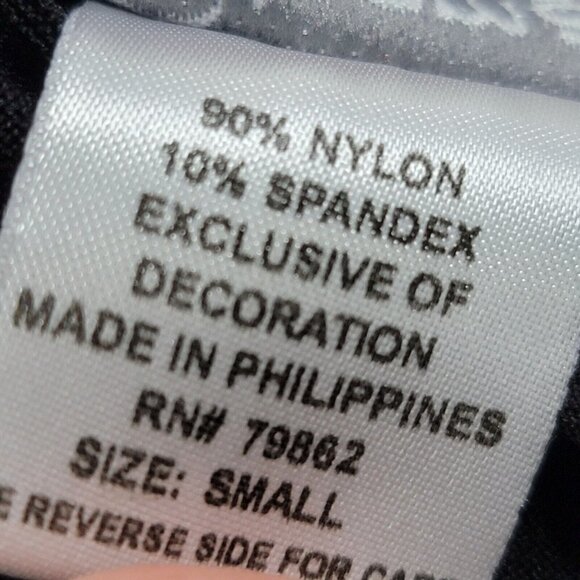 90% NYLON
10% SPANDEX
EXCLUSIVE OF
DECORATION
MADE IN PHILIPPINES
RN# 79862
SIZE: SMALL
REVERSE SIDE FOR